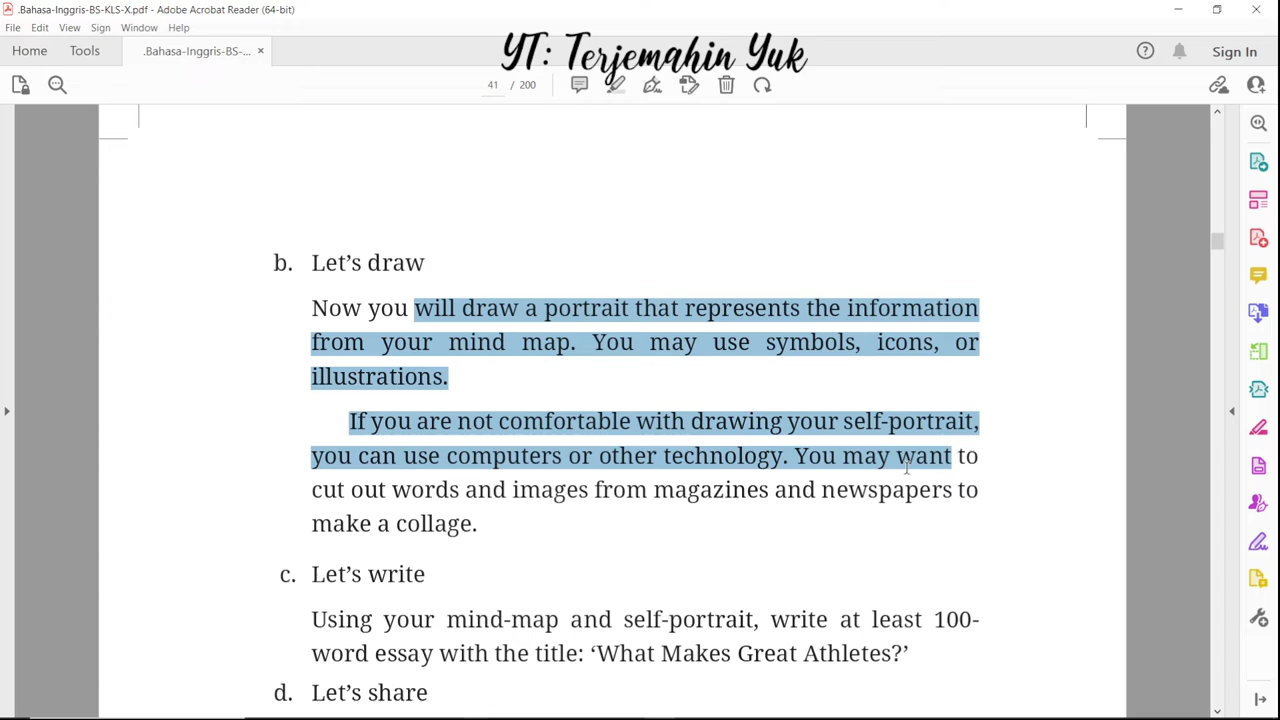 .Bahasa-Inggris-BS-KLS-X.pdf - Adobe Acrobat Reader (64-bit)
File Edit View Sign Window Help
Home Tools .Bahasa-Inggris-BS-... × Sign In
YT: Terjemahin Yuk
41 / 200
b. Let’s draw
Now you will draw a portrait that represents the information
from your mind map. You may use symbols, icons, or
illustrations.
If you are not comfortable with drawing your self-portrait,
you can use computers or other technology. You may want to
cut out words and images from magazines and newspapers to
make a collage.
c. Let’s write
Using your mind-map and self-portrait, write at least 100-
word essay with the title: ‘What Makes Great Athletes?’
d. Let’s share